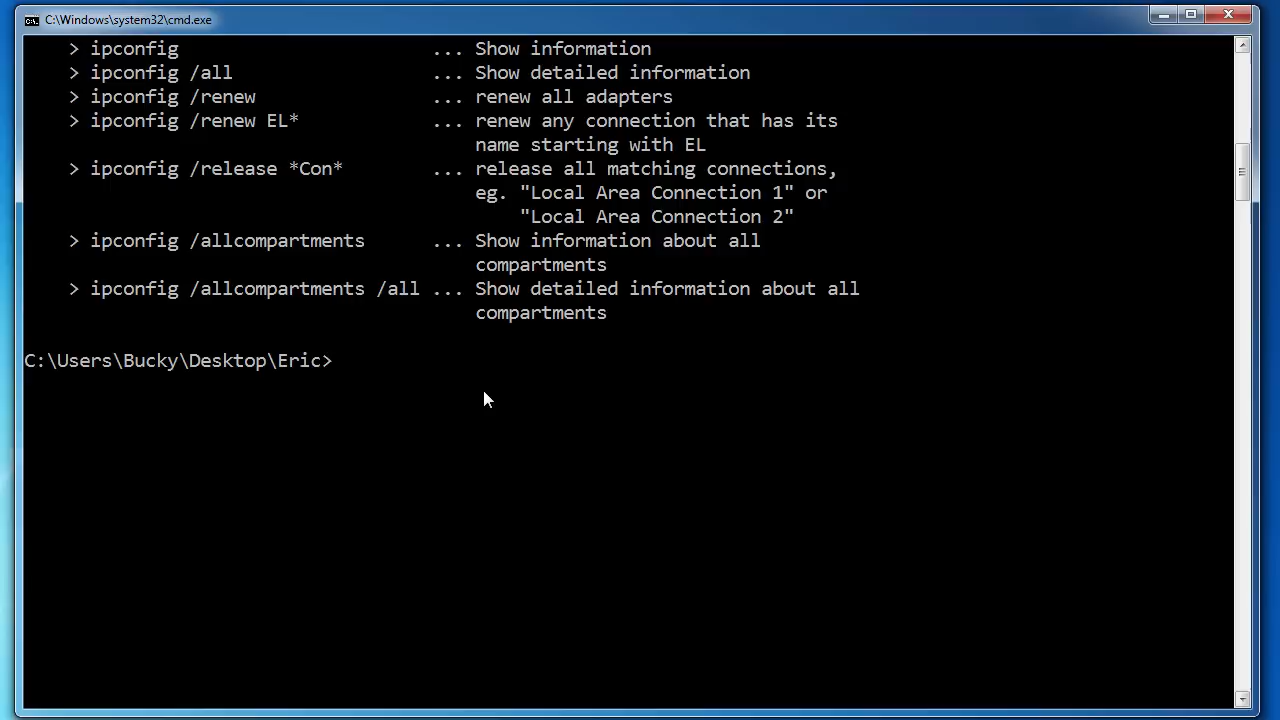 C:\Windows\system32\cmd.exe
> ipconfig ... Show information
> ipconfig /all ... Show detailed information
> ipconfig /renew ... renew all adapters
> ipconfig /renew EL* ... renew any connection that has its
name starting with EL
> ipconfig /release *Con* ... release all matching connections,
eg. "Local Area Connection 1" or
"Local Area Connection 2"
> ipconfig /allcompartments ... Show information about all
compartments
> ipconfig /allcompartments /all ... Show detailed information about all
compartments
C:\Users\Bucky\Desktop\Eric>